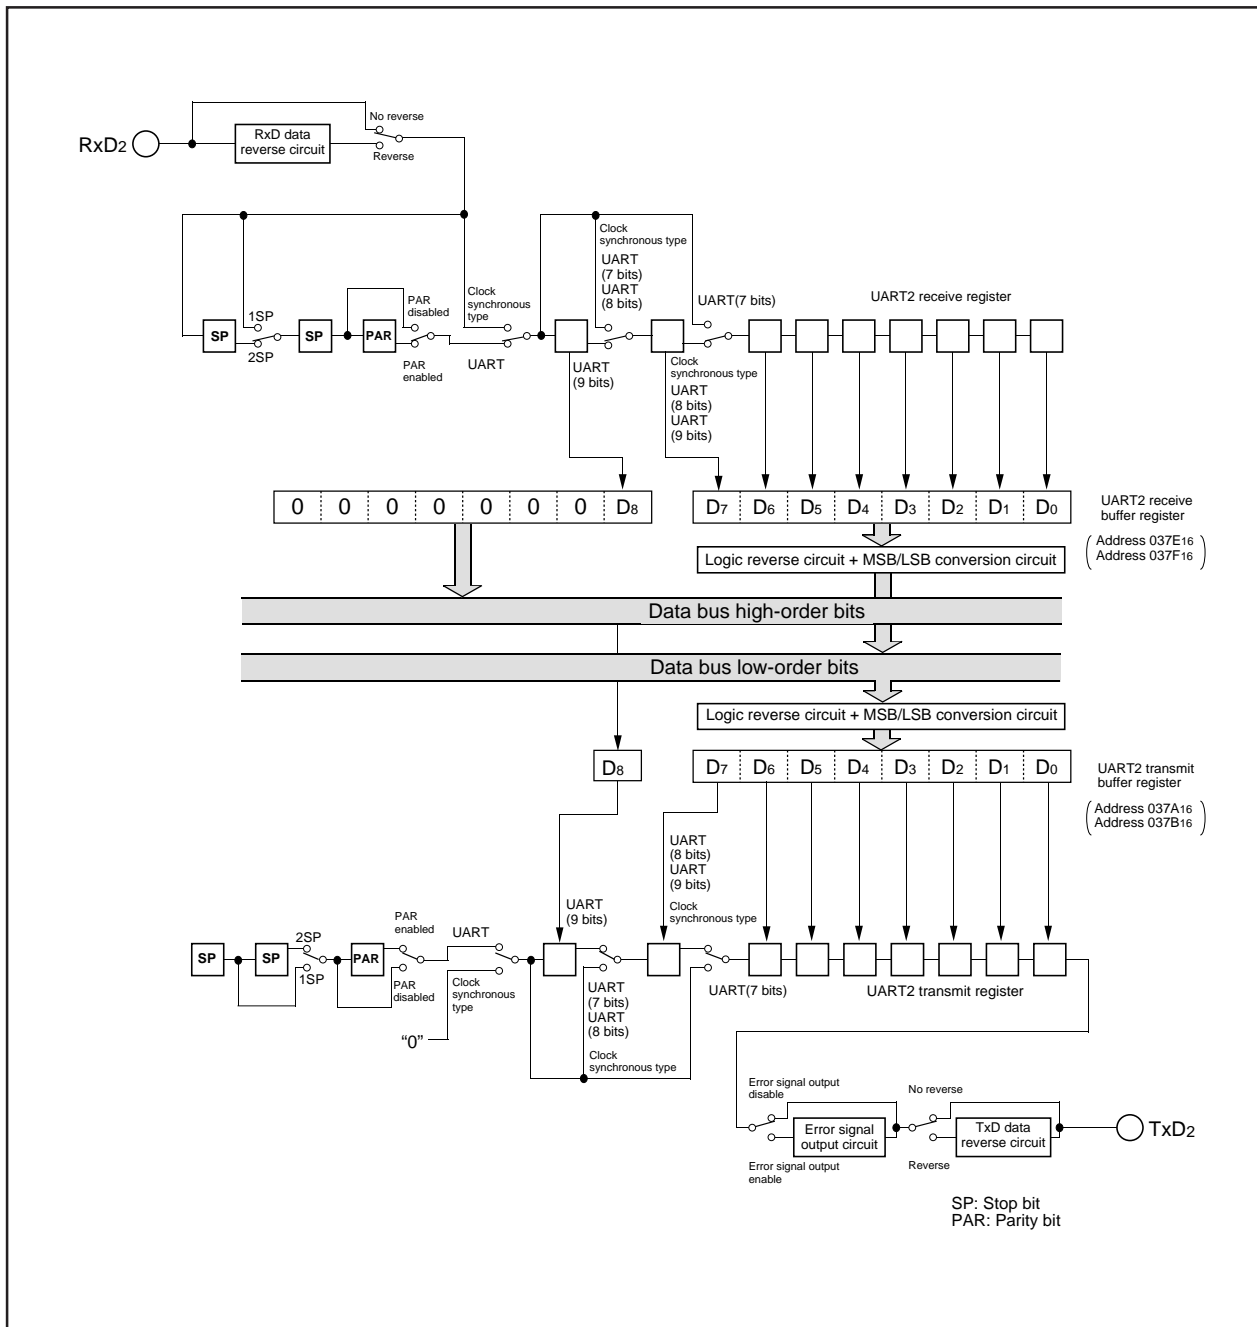 No reverse
RxD2
RxD data
reverse circuit
Reverse
Clock
synchronous type
UART
(7 bits)
UART
(8 bits)
Clock
synchronous
type
PAR
disabled
UART(7 bits)
UART2 receive register
1SP
SP
SP
PAR
2SP
PAR
enabled
UART
UART
(9 bits)
Clock
synchronous type
UART
(8 bits)
UART
(9 bits)
0 0 0 0 0 0 0 D8
D7 D6 D5 D4 D3 D2 D1 D0
UART2 receive
buffer register
Address 037E16
Address 037F16
Logic reverse circuit + MSB/LSB conversion circuit
Data bus high-order bits
Data bus low-order bits
Logic reverse circuit + MSB/LSB conversion circuit
D8
D7 D6 D5 D4 D3 D2 D1 D0
UART2 transmit
buffer register
Address 037A16
Address 037B16
UART
(8 bits)
UART
(9 bits)
Clock
synchronous type
UART
(9 bits)
PAR
enabled
UART
2SP
SP
SP
PAR
1SP
PAR
disabled
Clock
synchronous
type
“0”
UART
(7 bits)
UART
(8 bits)
Clock
synchronous type
UART(7 bits)
UART2 transmit register
Error signal output
disable
No reverse
Error signal
output circuit
TxD data
reverse circuit
TxD2
Error signal output
enable
Reverse
SP: Stop bit
PAR: Parity bit